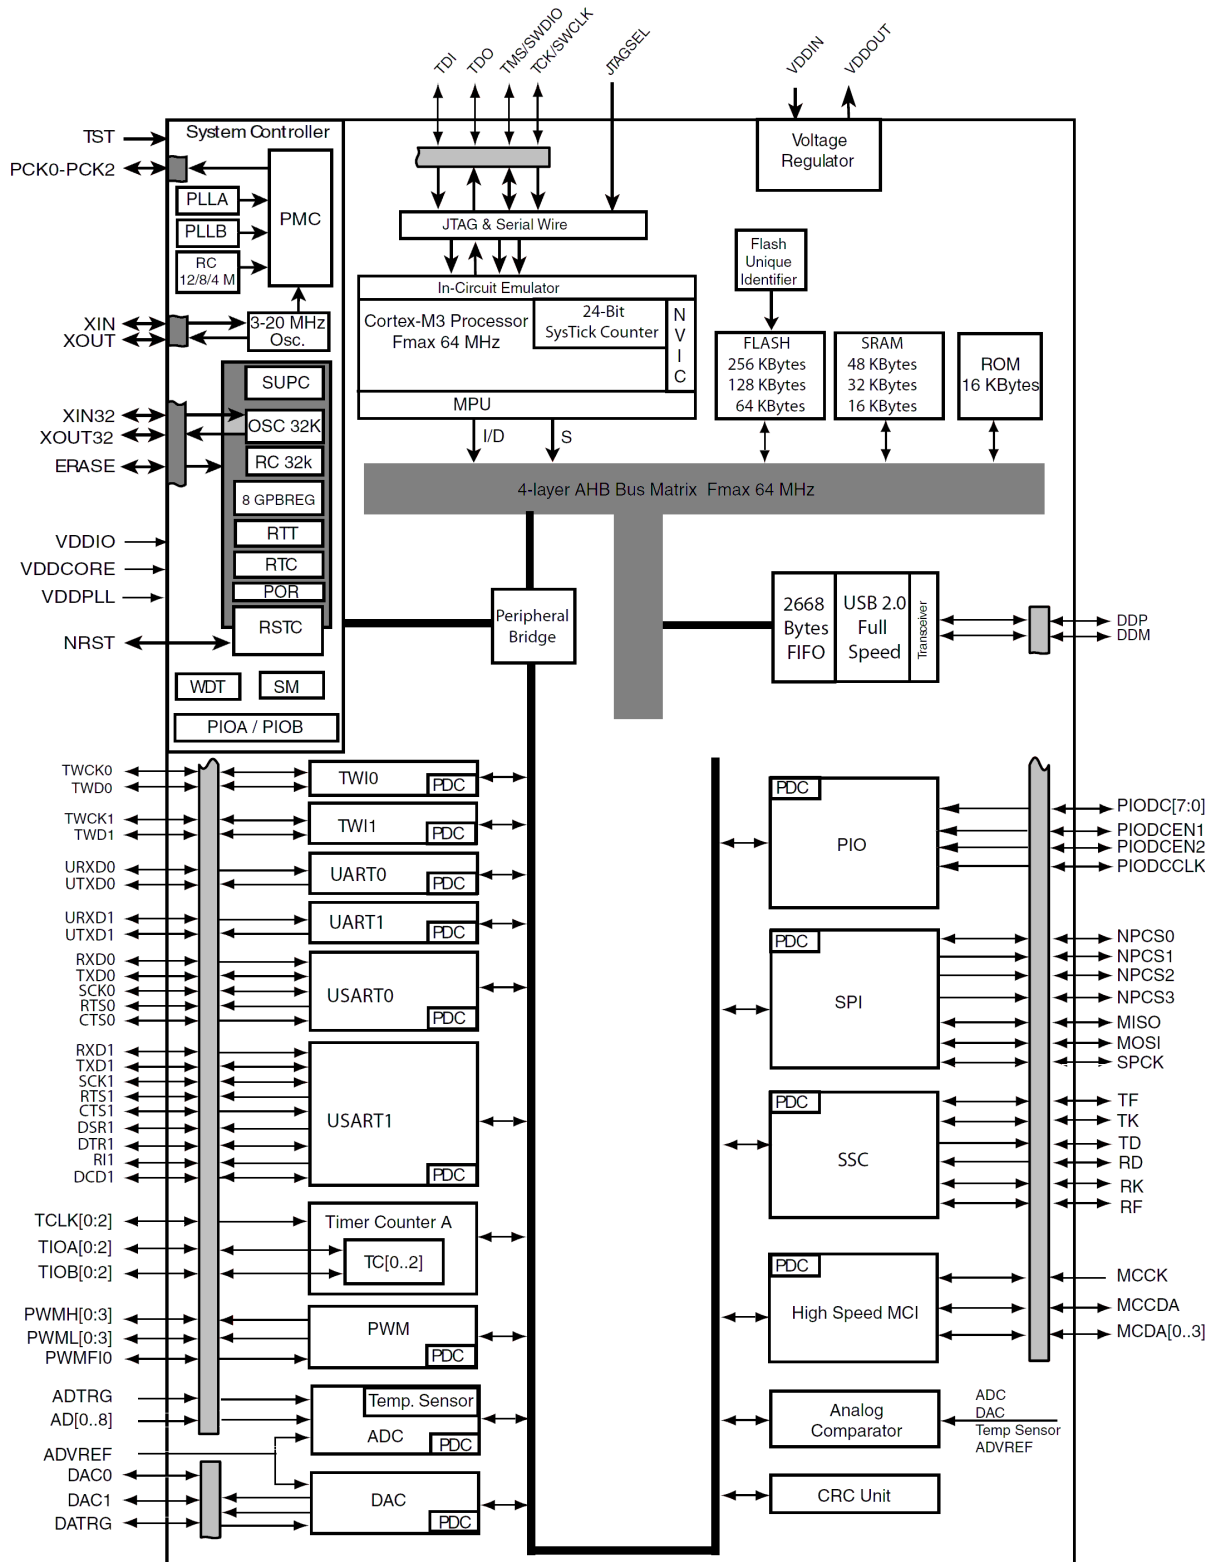 TDI
TDO
TMS/SWDIO
TCK/SWCLK
JTAGSEL
VDDIN
VDDOUT
TST
System Controller
Voltage
Regulator
PCK0-PCK2
PLLA
PMC
PLLB
JTAG & Serial Wire
RC
12/8/4 M
Flash
Unique
Identifier
In-Circuit Emulator
XIN
XOUT
3-20 MHz
Osc.
Cortex-M3 Processor
Fmax 64 MHz
24-Bit
SysTick Counter
N
V
I
C
FLASH
256 KBytes
128 KBytes
64 KBytes
SRAM
48 KBytes
32 KBytes
16 KBytes
ROM
16 KBytes
SUPC
MPU
XIN32
XOUT32
OSC 32K
I/D
S
ERASE
RC 32k
4-layer AHB Bus Matrix Fmax 64 MHz
8 GPBREG
VDDIO
RTT
VDDCORE
RTC
VDDPLL
POR
Peripheral
Bridge
2668
Bytes
FIFO
USB 2.0
Full
Speed
Transceiver
DDP
DDM
NRST
RSTC
WDT
SM
PIOA / PIOB
TWCK0
TWD0
TWI0
PDC
TWCK1
TWD1
TWI1
PDC
URXD0
UTXD0
UART0
PDC
URXD1
UTXD1
UART1
PDC
RXD0
TXD0
SCK0
RTS0
CTS0
USART0
PDC
RXD1
TXD1
SCK1
RTS1
CTS1
DSR1
DTR1
RI1
DCD1
USART1
PDC
TCLK[0:2]
TIOA[0:2]
TIOB[0:2]
Timer Counter A
TC[0..2]
PWMH[0:3]
PWML[0:3]
PWMFI0
PWM
PDC
ADTRG
AD[0..8]
ADVREF
Temp. Sensor
ADC
PDC
DAC0
DAC1
DATRG
DAC
PDC
PDC
PIO
PIODC[7:0]
PIODCEN1
PIODCEN2
PIODCCLK
PDC
SPI
NPCS0
NPCS1
NPCS2
NPCS3
MISO
MOSI
SPCK
PDC
SSC
TF
TK
TD
RD
RK
RF
PDC
High Speed MCI
MCCK
MCCDA
MCDA[0..3]
Analog
Comparator
ADC
DAC
Temp Sensor
ADVREF
CRC Unit